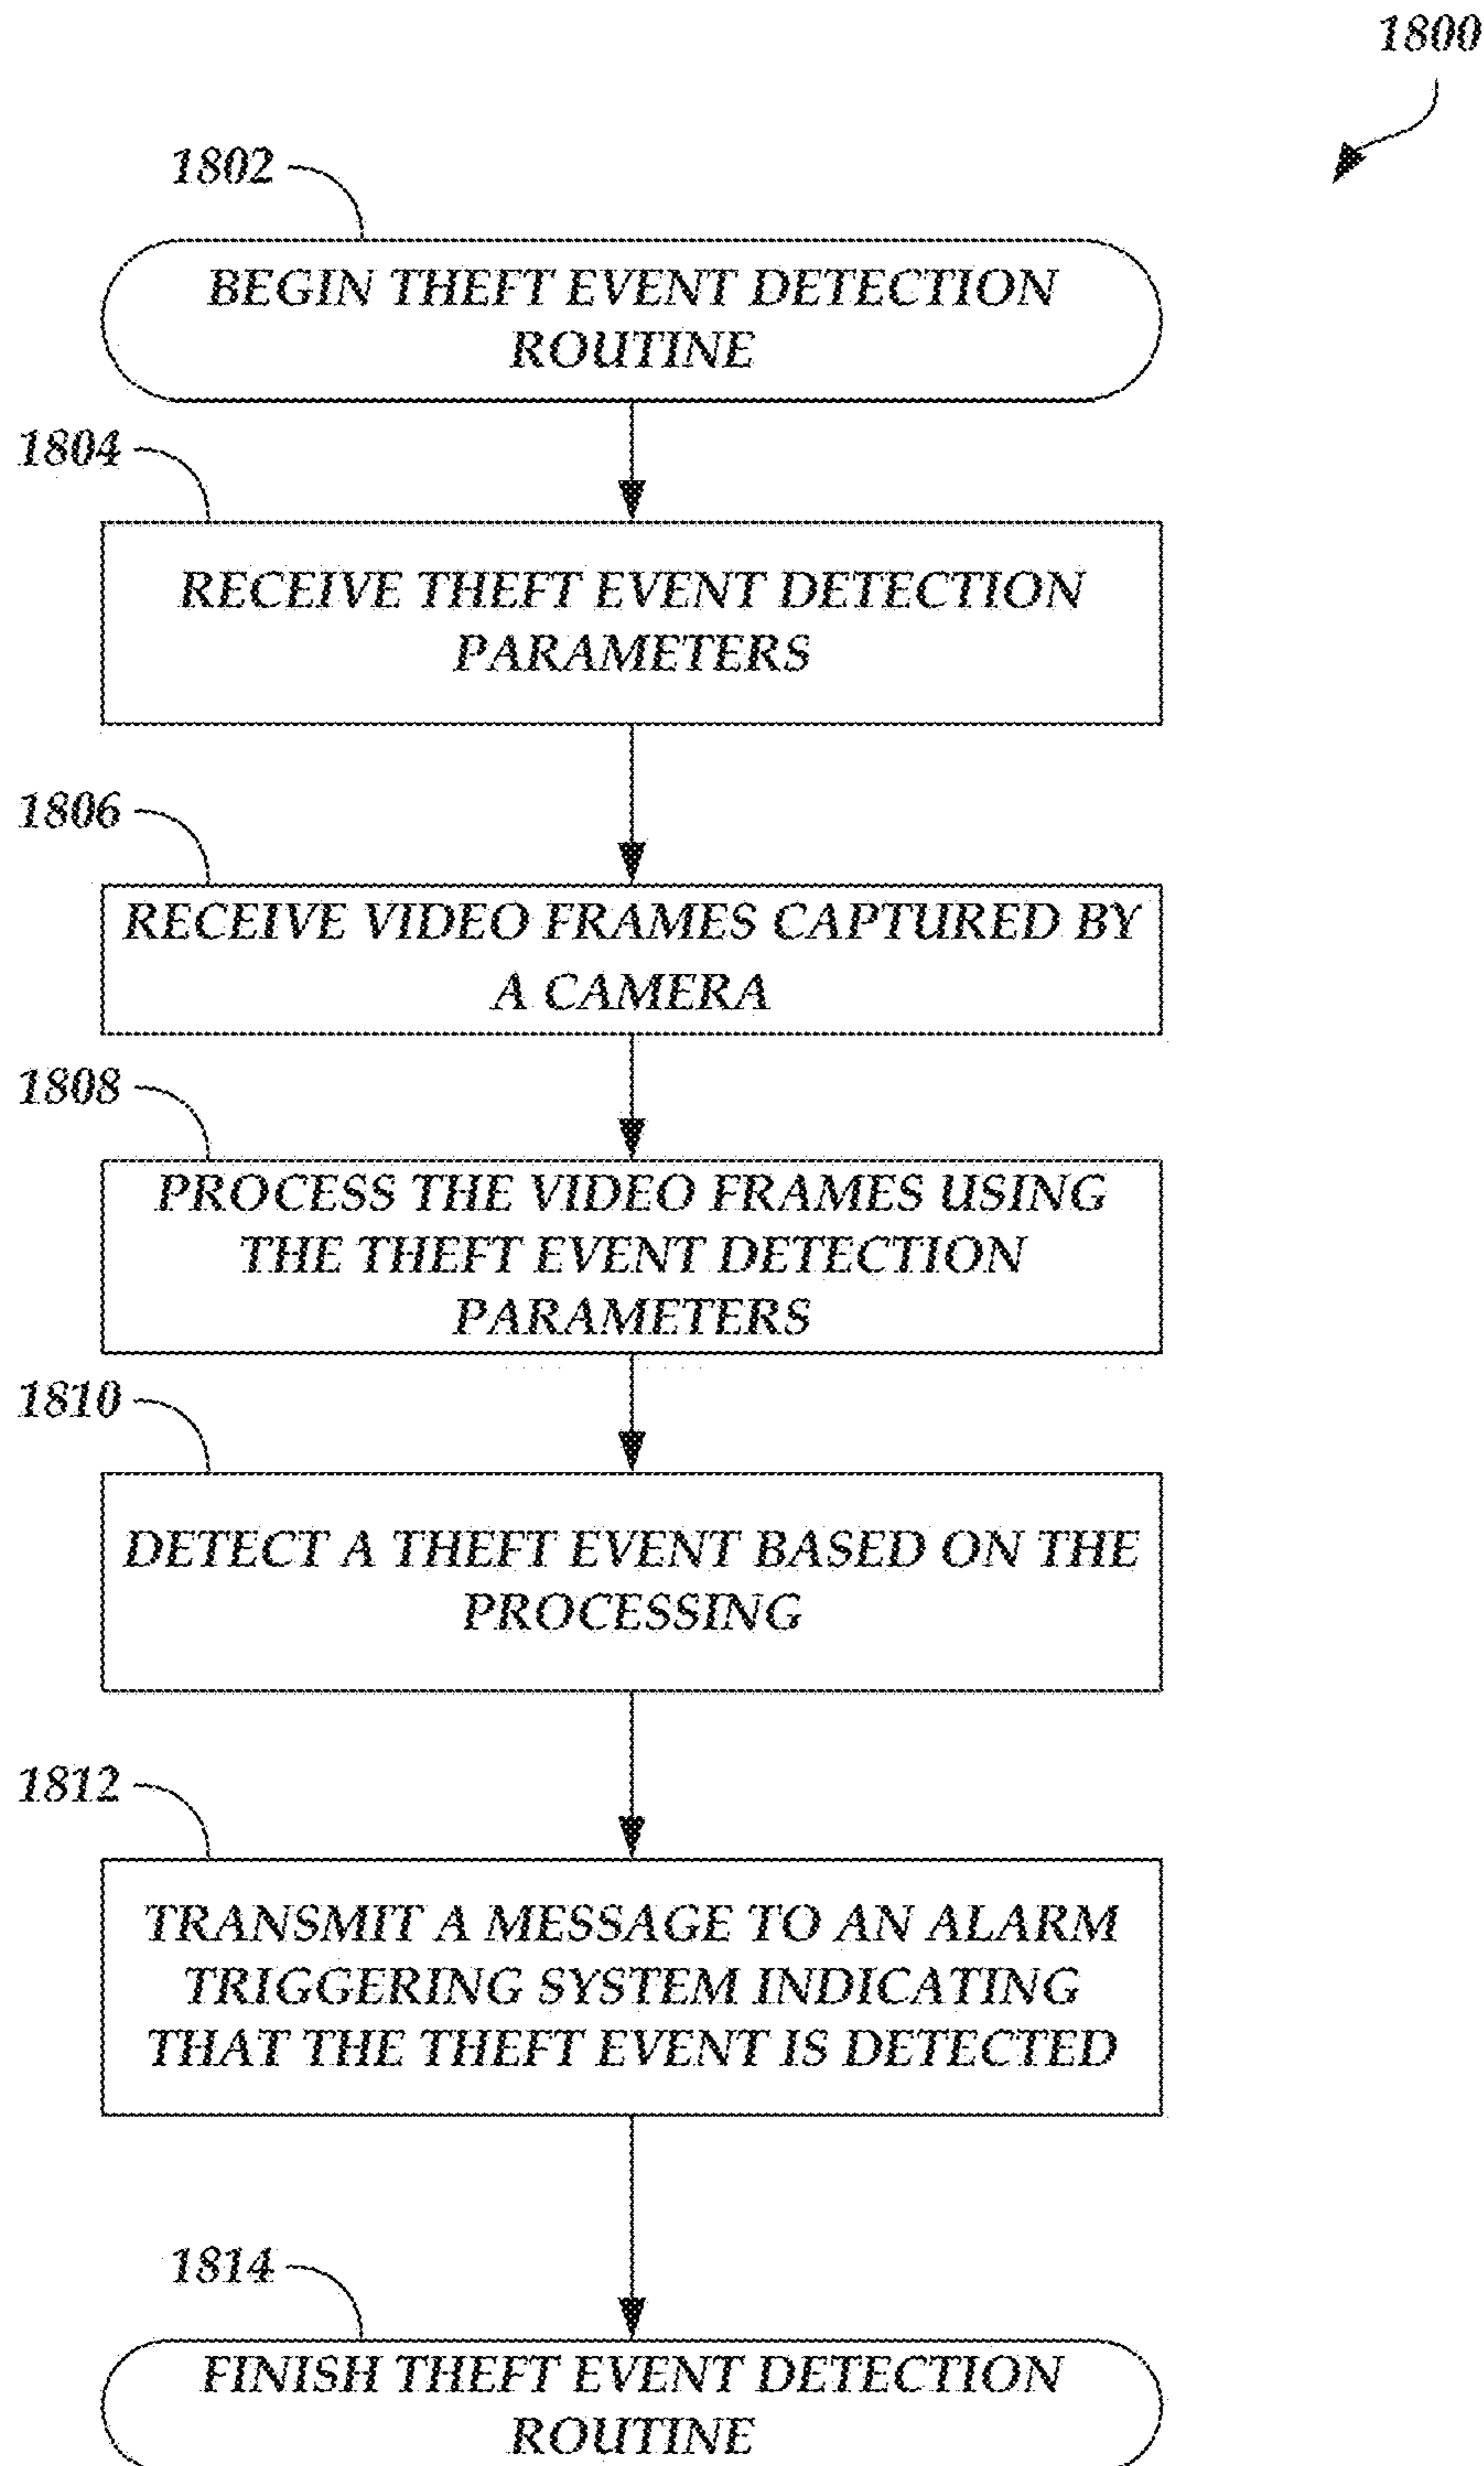 1800
1802
BEGIN THEFT EVENT DETECTION
ROUTINE
1804
RECEIVE THEFT EVENT DETECTION
PARAMETERS
1806
RECEIVE VIDEO FRAMES CAPTURED BY
A CAMERA
1808
PROCESS THE VIDEO FRAMES USING
THE THEFT EVENT DETECTION
PARAMETERS
1810
DETECT A THEFT EVENT BASED ON THE
PROCESSING
1812
TRANSMIT A MESSAGE TO AN ALARM
TRIGGERING SYSTEM INDICATING
THAT THE THEFT EVENT IS DETECTED
1814
FINISH THEFT EVENT DETECTION
ROUTINE